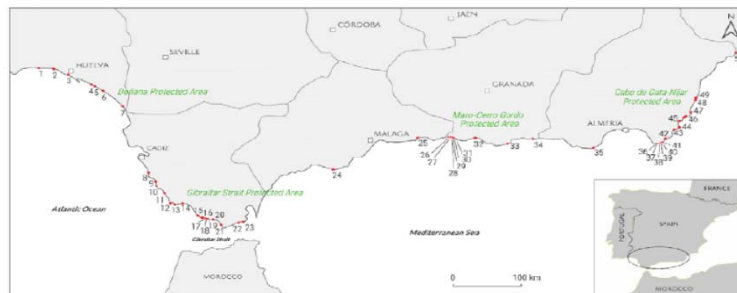 JAEN
N
CÓRDOBA
SEVILLE
HUELVA
1 2 3 4 5 6 7
Doñana Protected Area
GRANADA
Maro-Cerro Gordo
Protected Area
Cabo de Gata Nijar
Protected Area
49
48
47
46
45
44
43
42
ALMERIA
MALAGA
25
26
27
28
29
30
31
32
33
34
35
36
37
38
39
40
41
CADIZ
8
9
10
11
12 13 14
24
Gibraltar Strait Protected Area
15 16 20
17 18 19 21 22 23
Gibraltar Strait
Atlantic Ocean
Mediterranean Sea
MOROCCO
0 100 km
FRANCE
PORTUGAL
SPAIN
MOROCCO